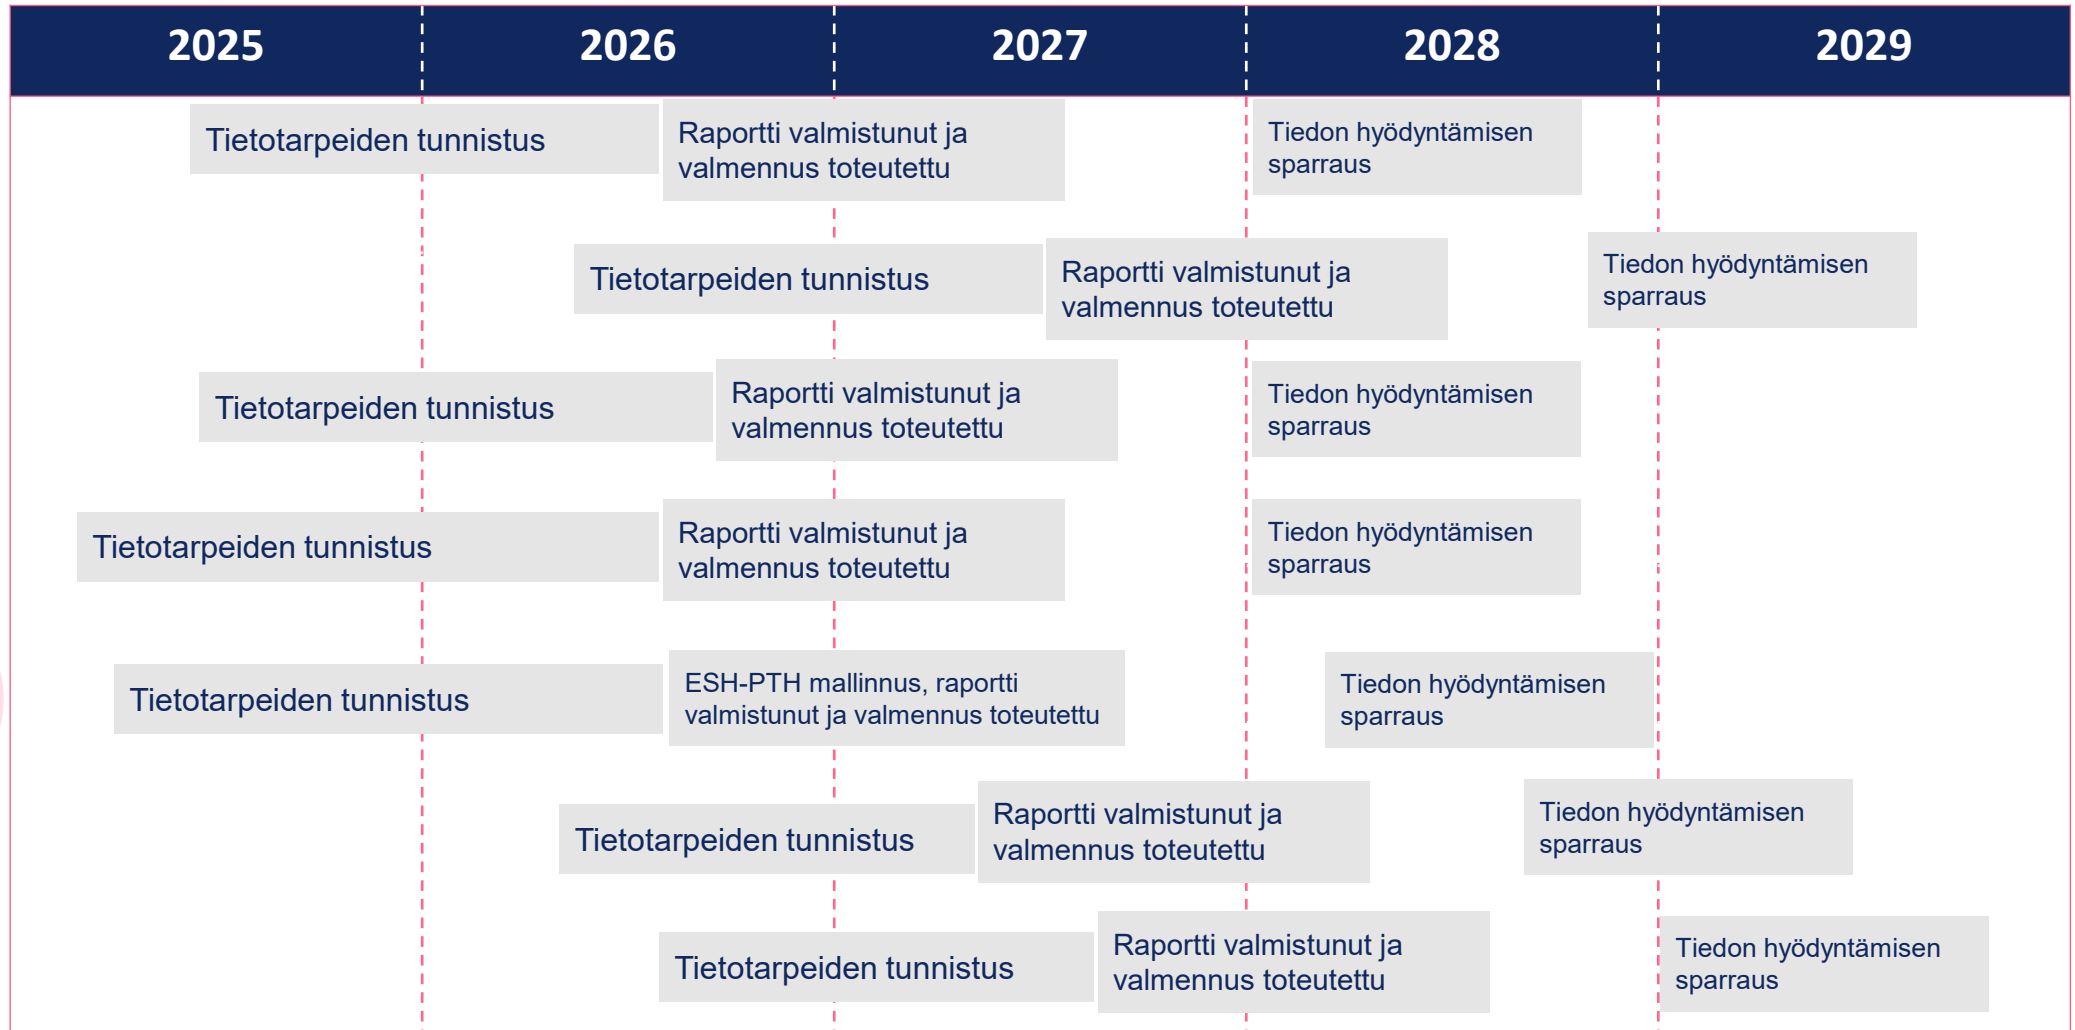 2025 2026 2027 2028 2029
Tietotarpeiden tunnistus
Raportti valmistunut ja
valmennus toteutettu
Tiedon hyödyntämisen
sparraus
Tietotarpeiden tunnistus
Raportti valmistunut ja
valmennus toteutettu
Tiedon hyödyntämisen
sparraus
Tietotarpeiden tunnistus
Raportti valmistunut ja
valmennus toteutettu
Tiedon hyödyntämisen
sparraus
Tietotarpeiden tunnistus
Raportti valmistunut ja
valmennus toteutettu
Tiedon hyödyntämisen
sparraus
Tietotarpeiden tunnistus
ESH-PTH mallinnus, raportti
valmistunut ja valmennus toteutettu
Tiedon hyödyntämisen
sparraus
Tietotarpeiden tunnistus
Raportti valmistunut ja
valmennus toteutettu
Tiedon hyödyntämisen
sparraus
Tietotarpeiden tunnistus
Raportti valmistunut ja
valmennus toteutettu
Tiedon hyödyntämisen
sparraus